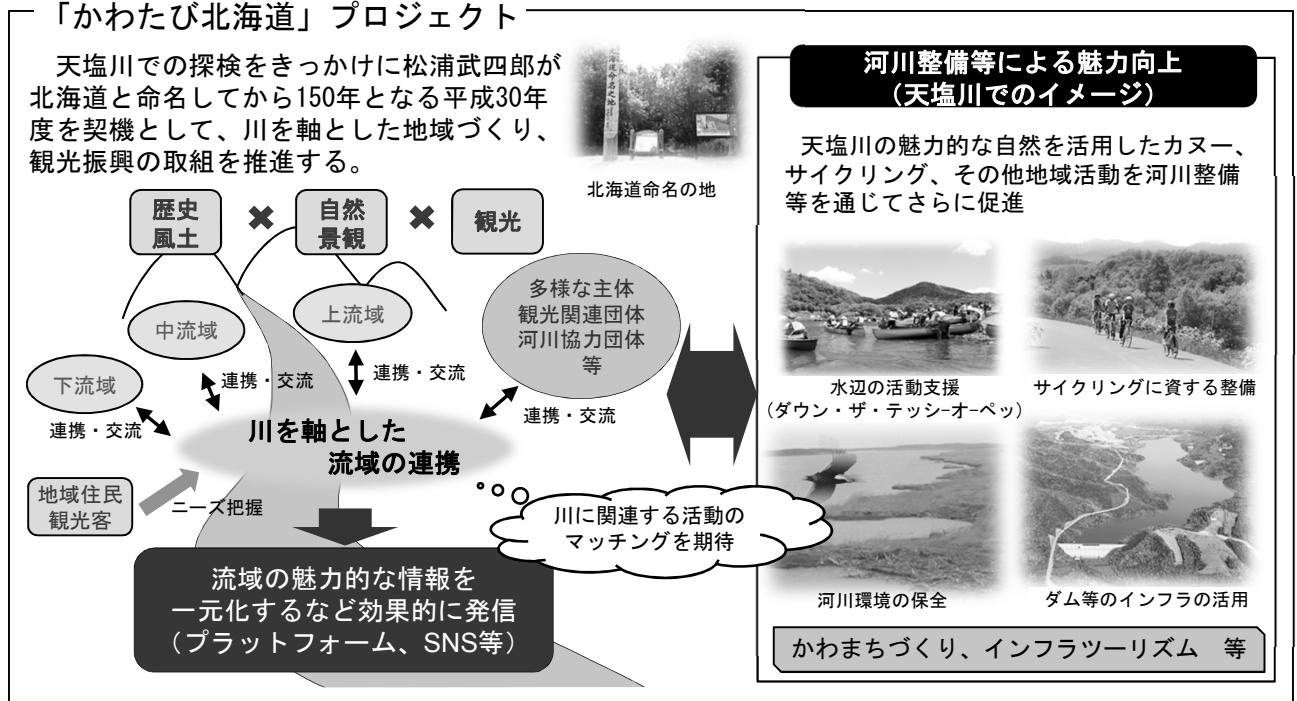 「かわたび北海道」プロジェクト
天塩川での探検をきっかけに松浦武四郎が
北海道と命名してから150年となる平成30年
度を契機として、川を軸とした地域づくり、
観光振興の取組を推進する。
北海道命名之地
北海道命名の地
歴史
風土
✖
自然
景観
✖
観光
中流域
上流域
下流域
多様な主体
観光関連団体
河川協力団体
等
連携・交流
連携・交流
連携・交流
連携・交流
川を軸とした
流域の連携
地域住民
観光客
ニーズ把握
川に関連する活動の
マッチングを期待
流域の魅力的な情報を
一元化するなど効果的に発信
(プラットフォーム、SNS等)
河川整備等による魅力向上
(天塩川でのイメージ)
天塩川の魅力的な自然を活用したカヌー、
サイクリング、その他地域活動を河川整備
等を通じてさらに促進
水辺の活動支援
(ダウン・ザ・テッシ-オ-ペッ)
サイクリングに資する整備
河川環境の保全
ダム等のインフラの活用
かわまちづくり、インフラツーリズム　等